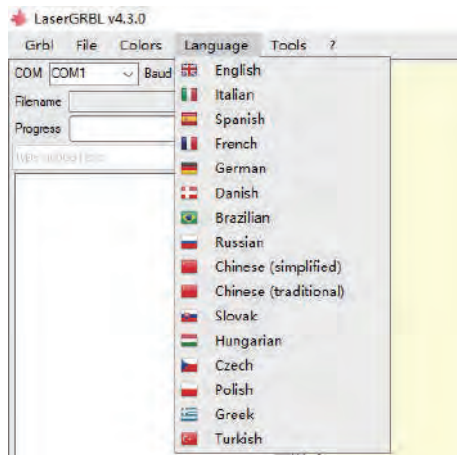 LaserGRBL v4.3.0
Grbl File Colors Language Tools ?
COM COM1 Baud
Filename
Progress
English
Italian
Spanish
French
German
Danish
Brazilian
Russian
Chinese (simplified)
Chinese (traditional)
Slovak
Hungarian
Czech
Polish
Greek
Turkish